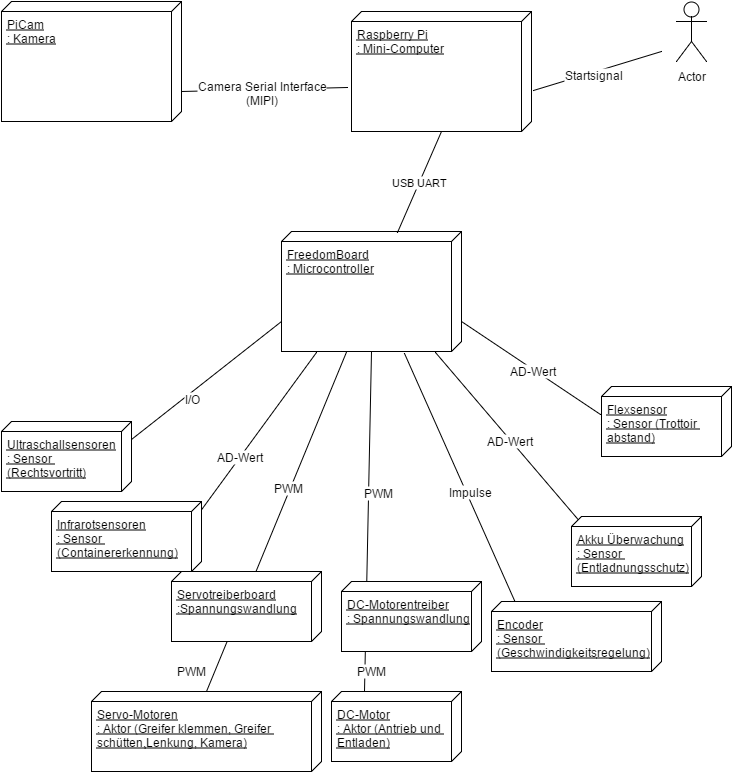 PiCam
: Kamera
Raspberry Pi
: Mini-Computer
Actor
Startsignal
Camera Serial Interface
(MIPI)
USB UART
FreedomBoard
: Microcontroller
I/O
AD-Wert
PWM
PWM
Impulse
AD-Wert
AD-Wert
Flexsensor
: Sensor (Trottoir
abstand)
Ultraschallsensoren
: Sensor
(Rechtsvortritt)
Infrarotsensoren
: Sensor
(Containererkennung)
Akku Überwachung
: Sensor
(Entladnungsschutz)
Servotreiberboard
:Spannungswandlung
DC-Motorentreiber
: Spannungswandlung
Encoder
: Sensor
(Geschwindigkeitsregelung)
PWM
PWM
Servo-Motoren
: Aktor (Greifer klemmen, Greifer
schütten,Lenkung, Kamera)
DC-Motor
: Aktor (Antrieb und
Entladen)